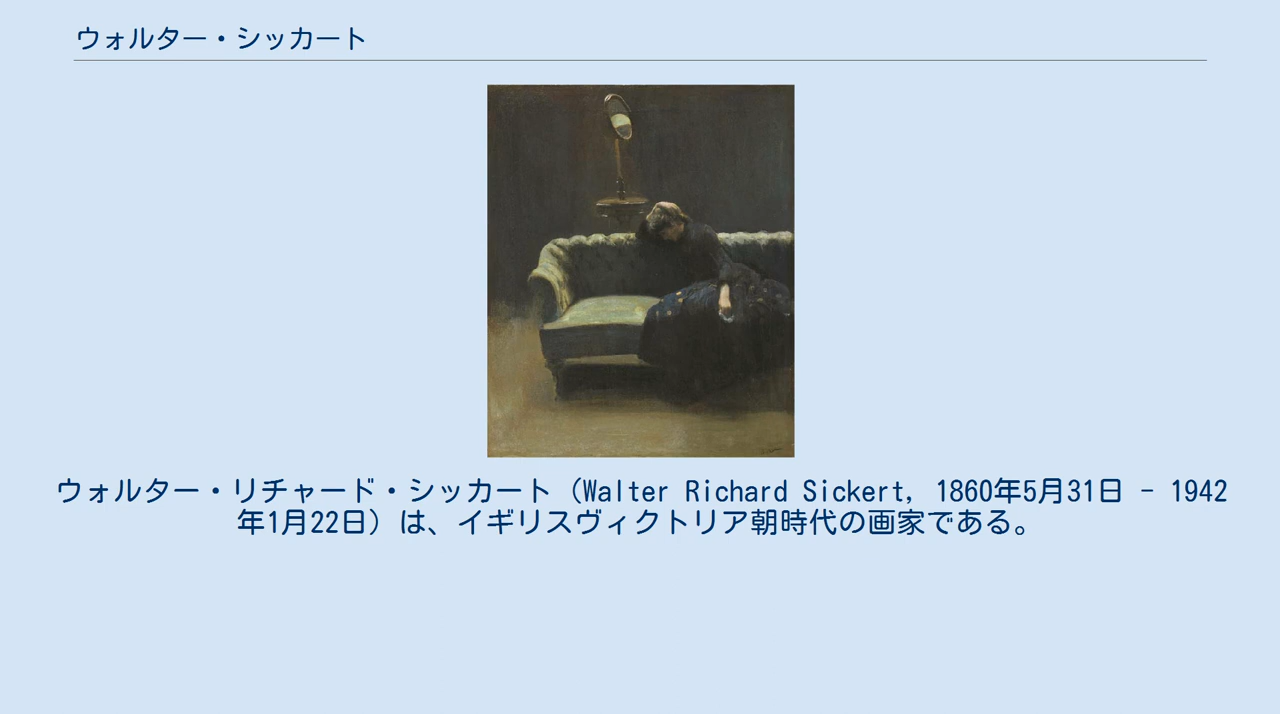 ウォルター・シッカート
ウォルター・リチャード・シッカート（Walter Richard Sickert, 1860年5月31日 - 1942
年1月22日）は、イギリスヴィクトリア朝時代の画家である。